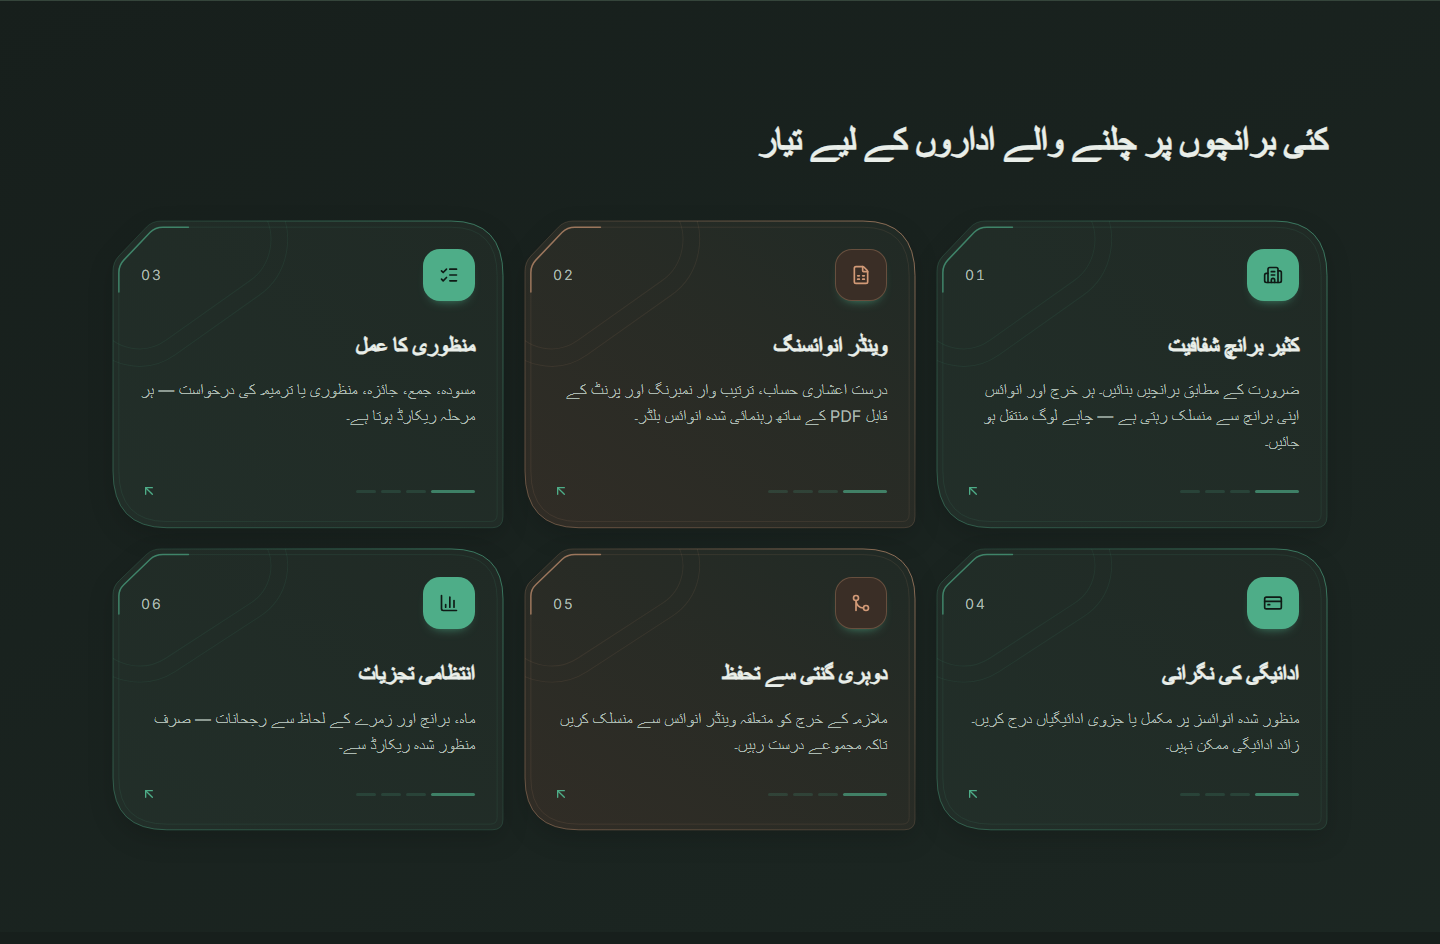 کئی برانچوں پر چلنے والے اداروں کے لیے تیار
01
کثیر برانچ شفافیت
ضرورت کے مطابق برانچیں بنائیں۔ ہر خرچ اور انوائس
اپنی برانچ سے منسلک رہتی ہے — چاہے لوگ منتقل ہو
جائیں۔
02
وینڈر انوائسنگ
درست اعشاری حساب، ترتیب وار نمبرنگ اور پرنٹ کے
قابل PDF کے ساتھ رہنمائی شدہ انوائس بلڈر۔
03
منظوری کا عمل
مسودہ، جمع، جائزہ، منظوری یا ترمیم کی درخواست — ہر
مرحلہ ریکارڈ ہوتا ہے۔
04
ادائیگی کی نگرانی
منظور شدہ انوائسز پر مکمل یا جزوی ادائیگیاں درج کریں۔
زائد ادائیگی ممکن نہیں۔
05
دوہری گنتی سے تحفظ
ملازم کے خرچ کو متعلقہ وینڈر انوائس سے منسلک کریں
تاکہ مجموعے درست رہیں۔
06
انتظامی تجزیات
ماہ، برانچ اور زمرے کے لحاظ سے رجحانات — صرف
منظور شدہ ریکارڈ سے۔